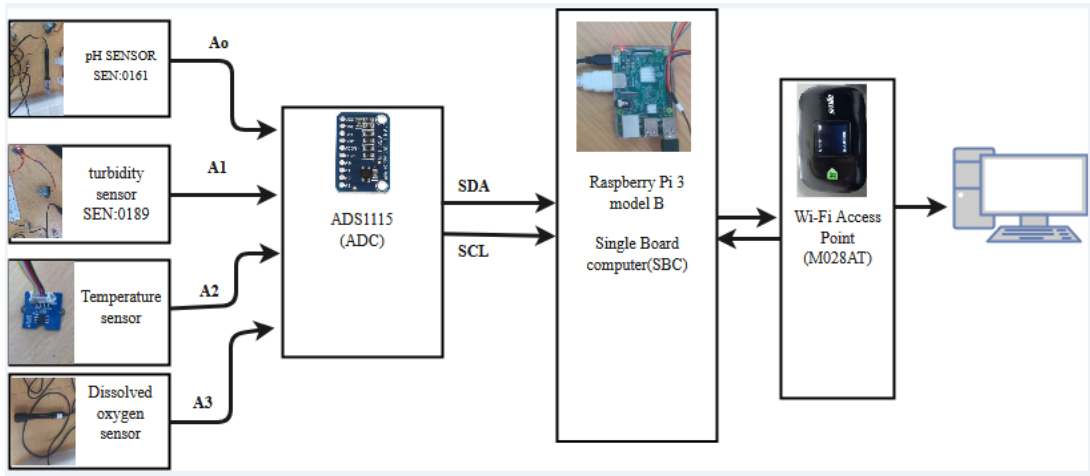 pH SENSOR
SEN:0161
Ao
turbidity
sensor
SEN:0189
A1
Temperature
sensor
A2
Dissolved
oxygen
sensor
A3
ADS1115
(ADC)
SDA
SCL
Raspberry Pi 3
model B
Single Board
computer(SBC)
smile
Wi-Fi Access
Point
(M028AT)